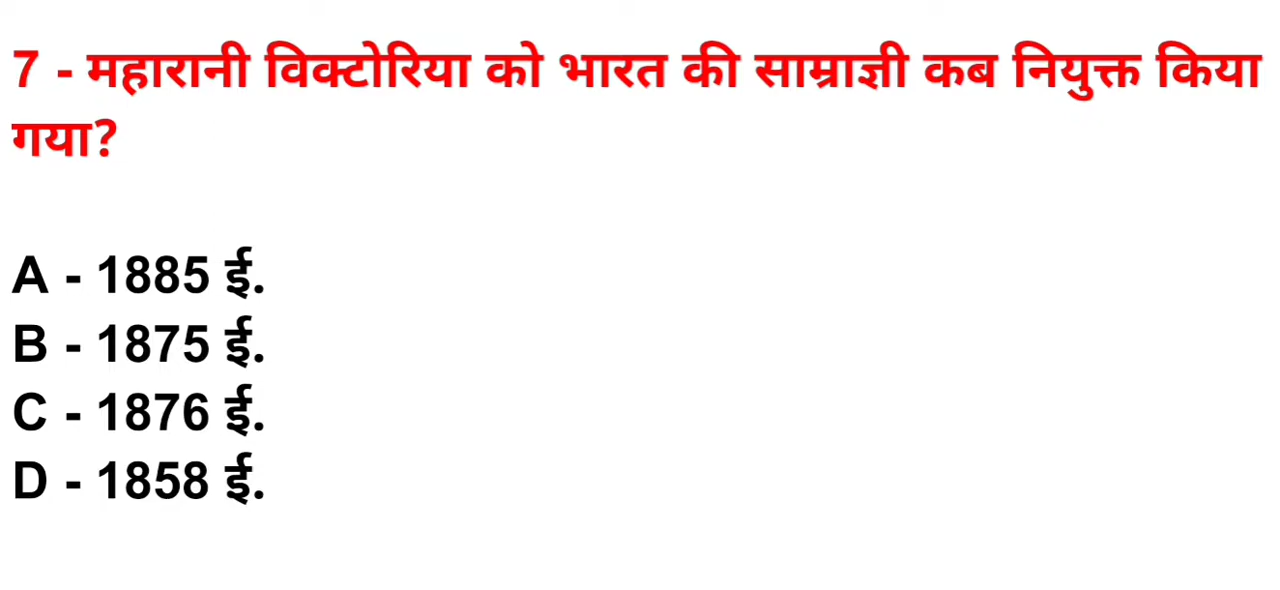 7 - महारानी विक्टोरिया को भारत की साम्राज्ञी कब नियुक्त किया
गया?
A - 1885 ई.
B - 1875 ई.
C - 1876 ई.
D - 1858 ई.